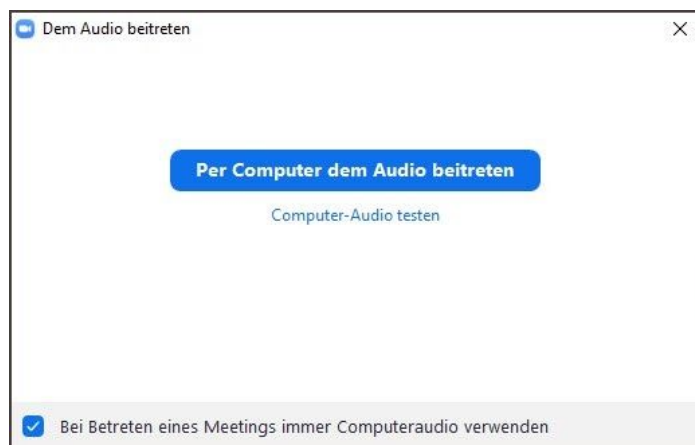 Dem Audio beitreten
Per Computer dem Audio beitreten
Computer-Audio testen
Bei Betreten eines Meetings immer Computeraudio verwenden